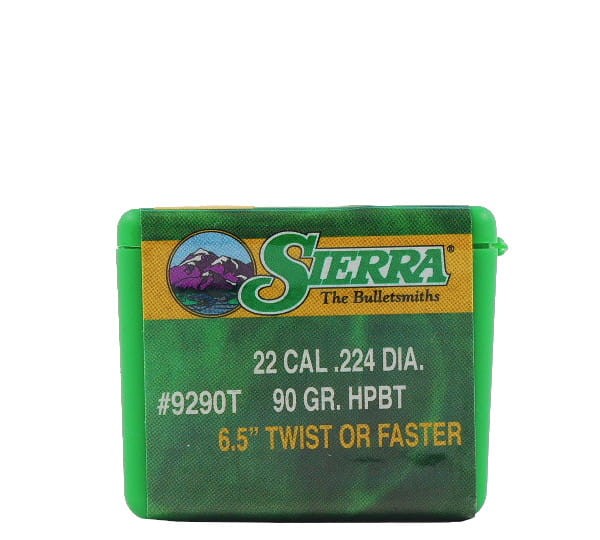 SIERRA®
The Bulletsmiths
22 CAL .224 DIA.
#9290T 90 GR. HPBT
6.5” TWIST OR FASTER